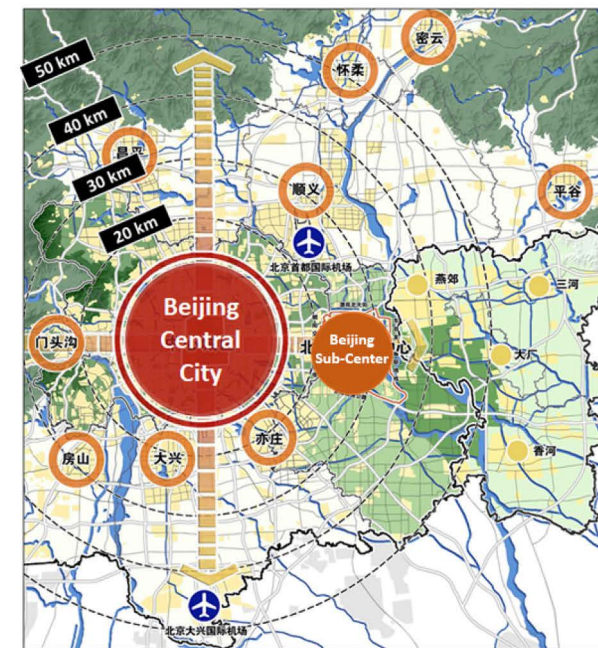 密云
怀柔
50 km
40 km
昌平
30 km
顺义
平谷
20 km
北京首都国际机场
燕郊
三河
Beijing
Central
City
门头沟
北
Beijing
Sub-Center
心
大厂
亦庄
房山
大兴
香河
北京大兴国际机场